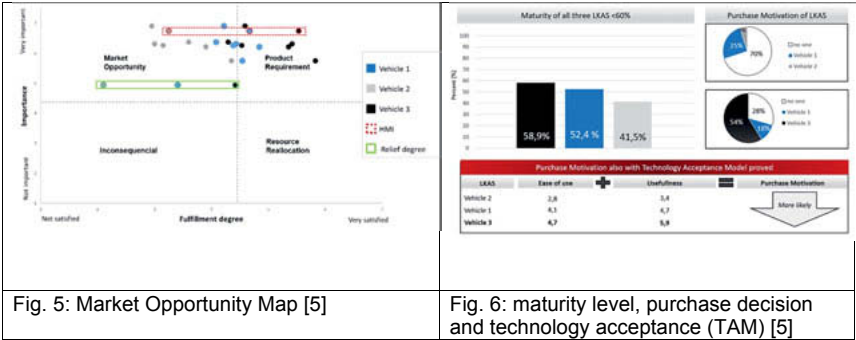 Very important
Importance
Not important
Market
Opportunity
Product
Requirement
Inconsequencial
Resource
Reallocation
Not satisfied
Fulfillment degree
Very satisfied
Vehicle 1
Vehicle 2
Vehicle 3
HMI
Relief degree
Maturity of all three LKAS <60%
Percent [%]
100
90
80
70
60
50
40
30
20
10
0
58,9%
52,4 %
41,5%
Purchase Motivation of LKAS
25%
70%
no one
Vehicle 1
Vehicle 2
54%
28%
18%
no one
Vehicle 1
Vehicle 3
Purchase Motivation also with Technology Acceptance Model proved
LKAS Ease of use Usefullness Purchase Motivation
Vehicle 2 2,8 3,4
Vehicle 1 4,1 4,7
Vehicle 3 4,7 5,9
More likely
Fig. 5: Market Opportunity Map [5]
Fig. 6: maturity level, purchase decision
and technology acceptance (TAM) [5]